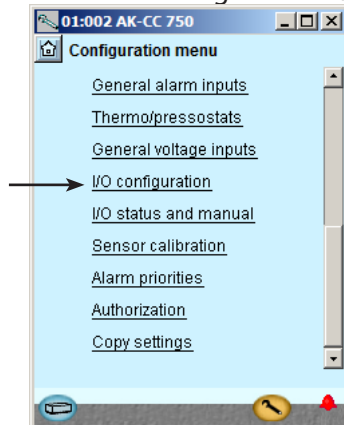 01:002 AK-CC 750
Configuration menu
General alarm inputs
Thermo/pressostats
General voltage inputs
I/O configuration
I/O status and manual
Sensor calibration
Alarm priorities
Authorization
Copy settings